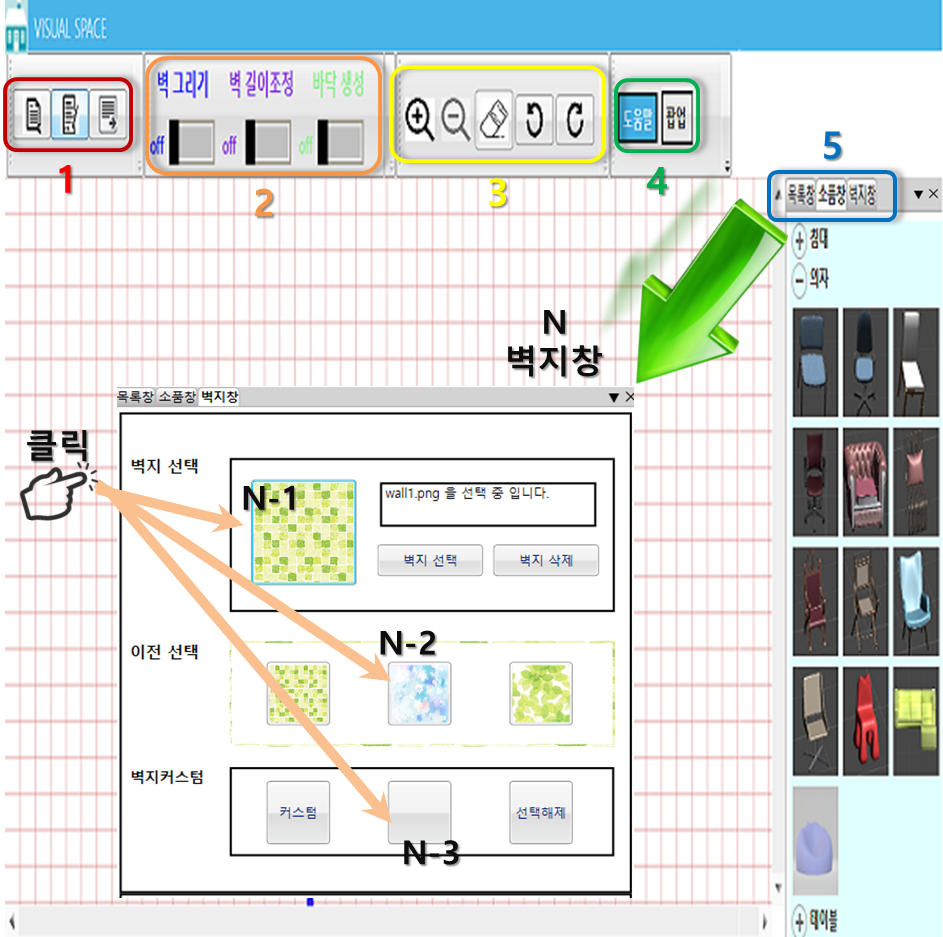 VISUAL SPACE
벽 그리기 벽 길이조정 바닥 생성
off off off
도움말 팝업
1
2
3
4
5
목록창 소품창 벽지창
침대
의자
N
벽지창
목록창 소품창 벽지창
클릭
벽지 선택
N-1
wall1.png 을 선택 중 입니다.
벽지 선택 벽지 삭제
이전 선택
N-2
벽지커스텀
커스텀 선택해제
N-3
테이블